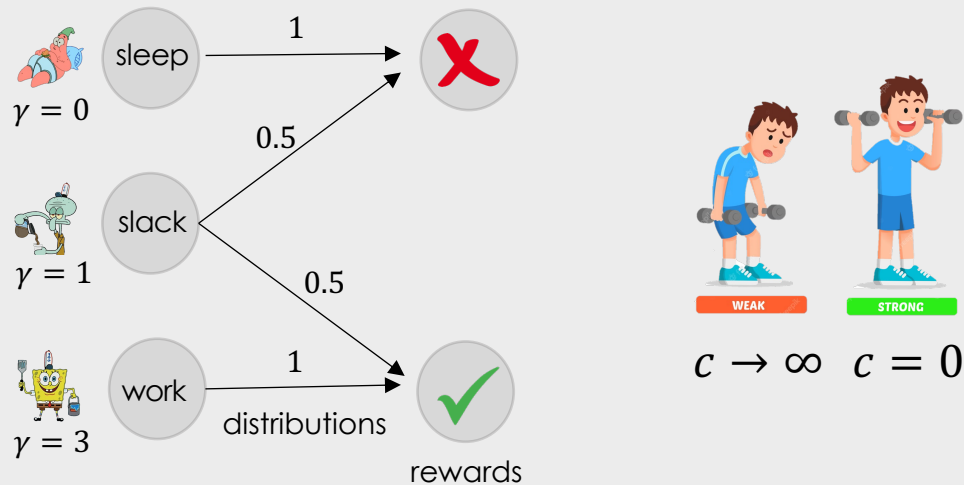 sleep
1
γ = 0
0.5
slack
γ = 1
0.5
work
1
γ = 3
distributions
rewards
WEAK
STRONG
c → ∞
c = 0